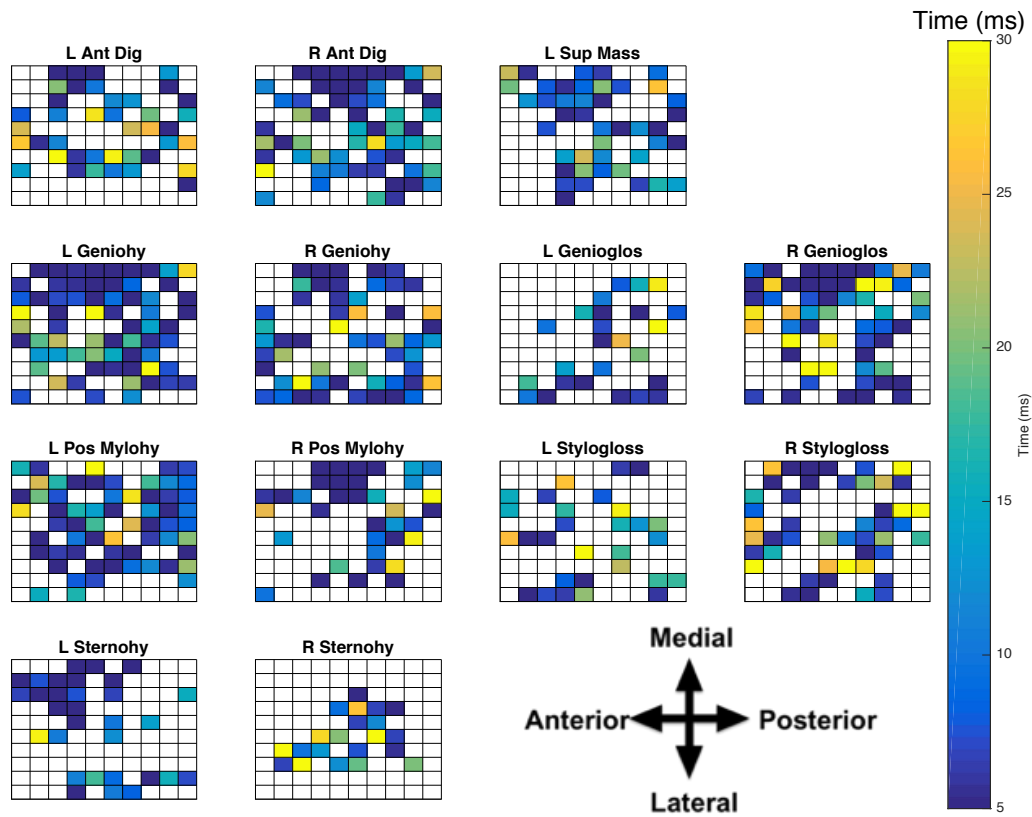 Time (ms)
L Ant Dig
R Ant Dig
L Sup Mass
L Geniohy
R Geniohy
L Genioglos
R Genioglos
L Pos Mylohy
R Pos Mylohy
L Stylogloss
R Stylogloss
L Sternohy
R Sternohy
Medial
Anterior
Posterior
Lateral
30
25
20
15
10
5
Time (ms)